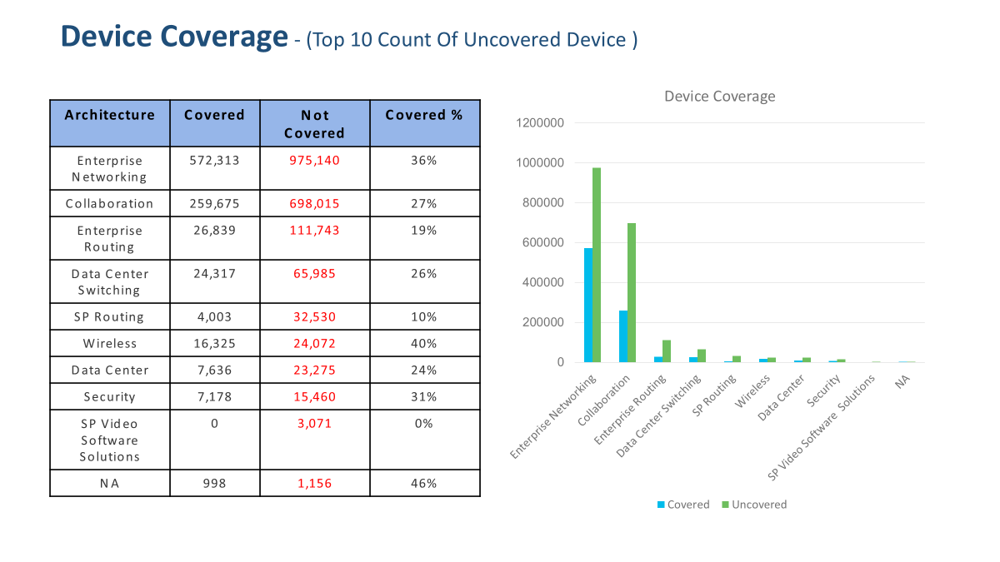 Device Coverage - (Top 10 Count Of Uncovered Device )
Architecture Covered Not Covered Covered %
Enterprise Networking 572,313 975,140 36%
Collaboration 259,675 698,015 27%
Enterprise Routing 26,839 111,743 19%
Data Center Switching 24,317 65,985 26%
SP Routing 4,003 32,530 10%
Wireless 16,325 24,072 40%
Data Center 7,636 23,275 24%
Security 7,178 15,460 31%
SP Video Software Solutions 0 3,071 0%
NA 998 1,156 46%
Device Coverage
1200000
1000000
800000
600000
400000
200000
0
Enterprise Networking
Collaboration
Enterprise Routing
Data Center Switching
SP Routing
Wireless
Data Center
Security
SP Video Software Solutions
NA
Covered Uncovered